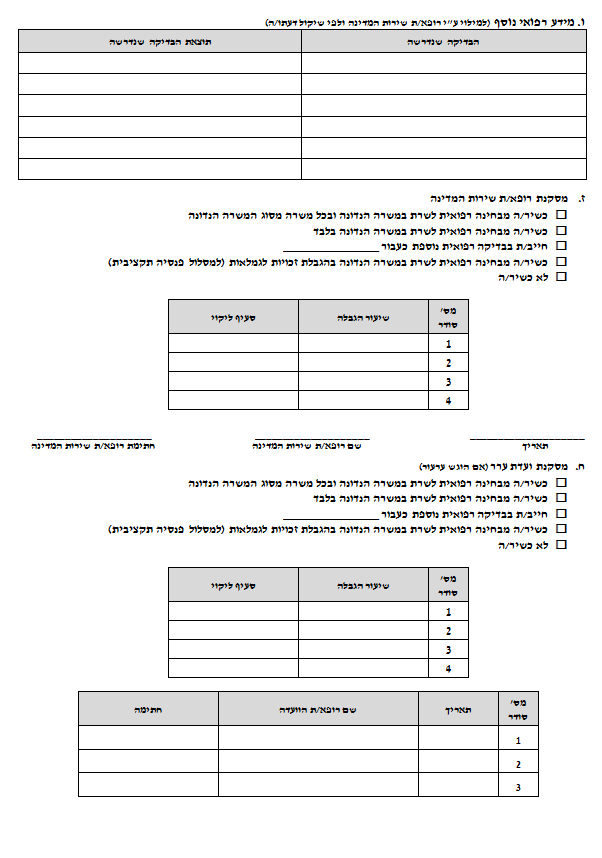 ו. מידע רפואי נוסף (למילוי ע"י רופא/ת שירות המדינה ולפי שיקול דעתו/ה)
הבדיקה שנדרשה תוצאת הבדיקה שנדרשה
ז. מסקנת רופא/ת שירות המדינה
☐ כשיר/ה מבחינה רפואית לשרת במשרה הנדונה ובכל משרה מסוג המשרה הנדונה
☐ כשיר/ה מבחינה רפואית לשרת במשרה הנדונה בלבד
☐ חייב/ת בבדיקה רפואית נוספת כעבור ________________
☐ כשיר/ה מבחינה רפואית לשרת במשרה הנדונה בהגבלת זכויות לגמלאות (למסלול פנסיה תקציבית)
☐ לא כשיר/ה
מס' סודר שיעור הגבלה סעיף ליקוי
1
2
3
4
תאריך שם רופא/ת שירות המדינה חתימת רופא/ת שירות המדינה
ח. מסקנת ועדת ערר (אם הוגש ערעור)
☐ כשיר/ה מבחינה רפואית לשרת במשרה הנדונה ובכל משרה מסוג המשרה הנדונה
☐ כשיר/ה מבחינה רפואית לשרת במשרה הנדונה בלבד
☐ חייב/ת בבדיקה רפואית נוספת כעבור ________________
☐ כשיר/ה מבחינה רפואית לשרת במשרה הנדונה בהגבלת זכויות לגמלאות (למסלול פנסיה תקציבית)
☐ לא כשיר/ה
מס' סודר שיעור הגבלה סעיף ליקוי
1
2
3
4
מס' סודר תאריך שם רופא/ת הוועדה חתימה
1
2
3